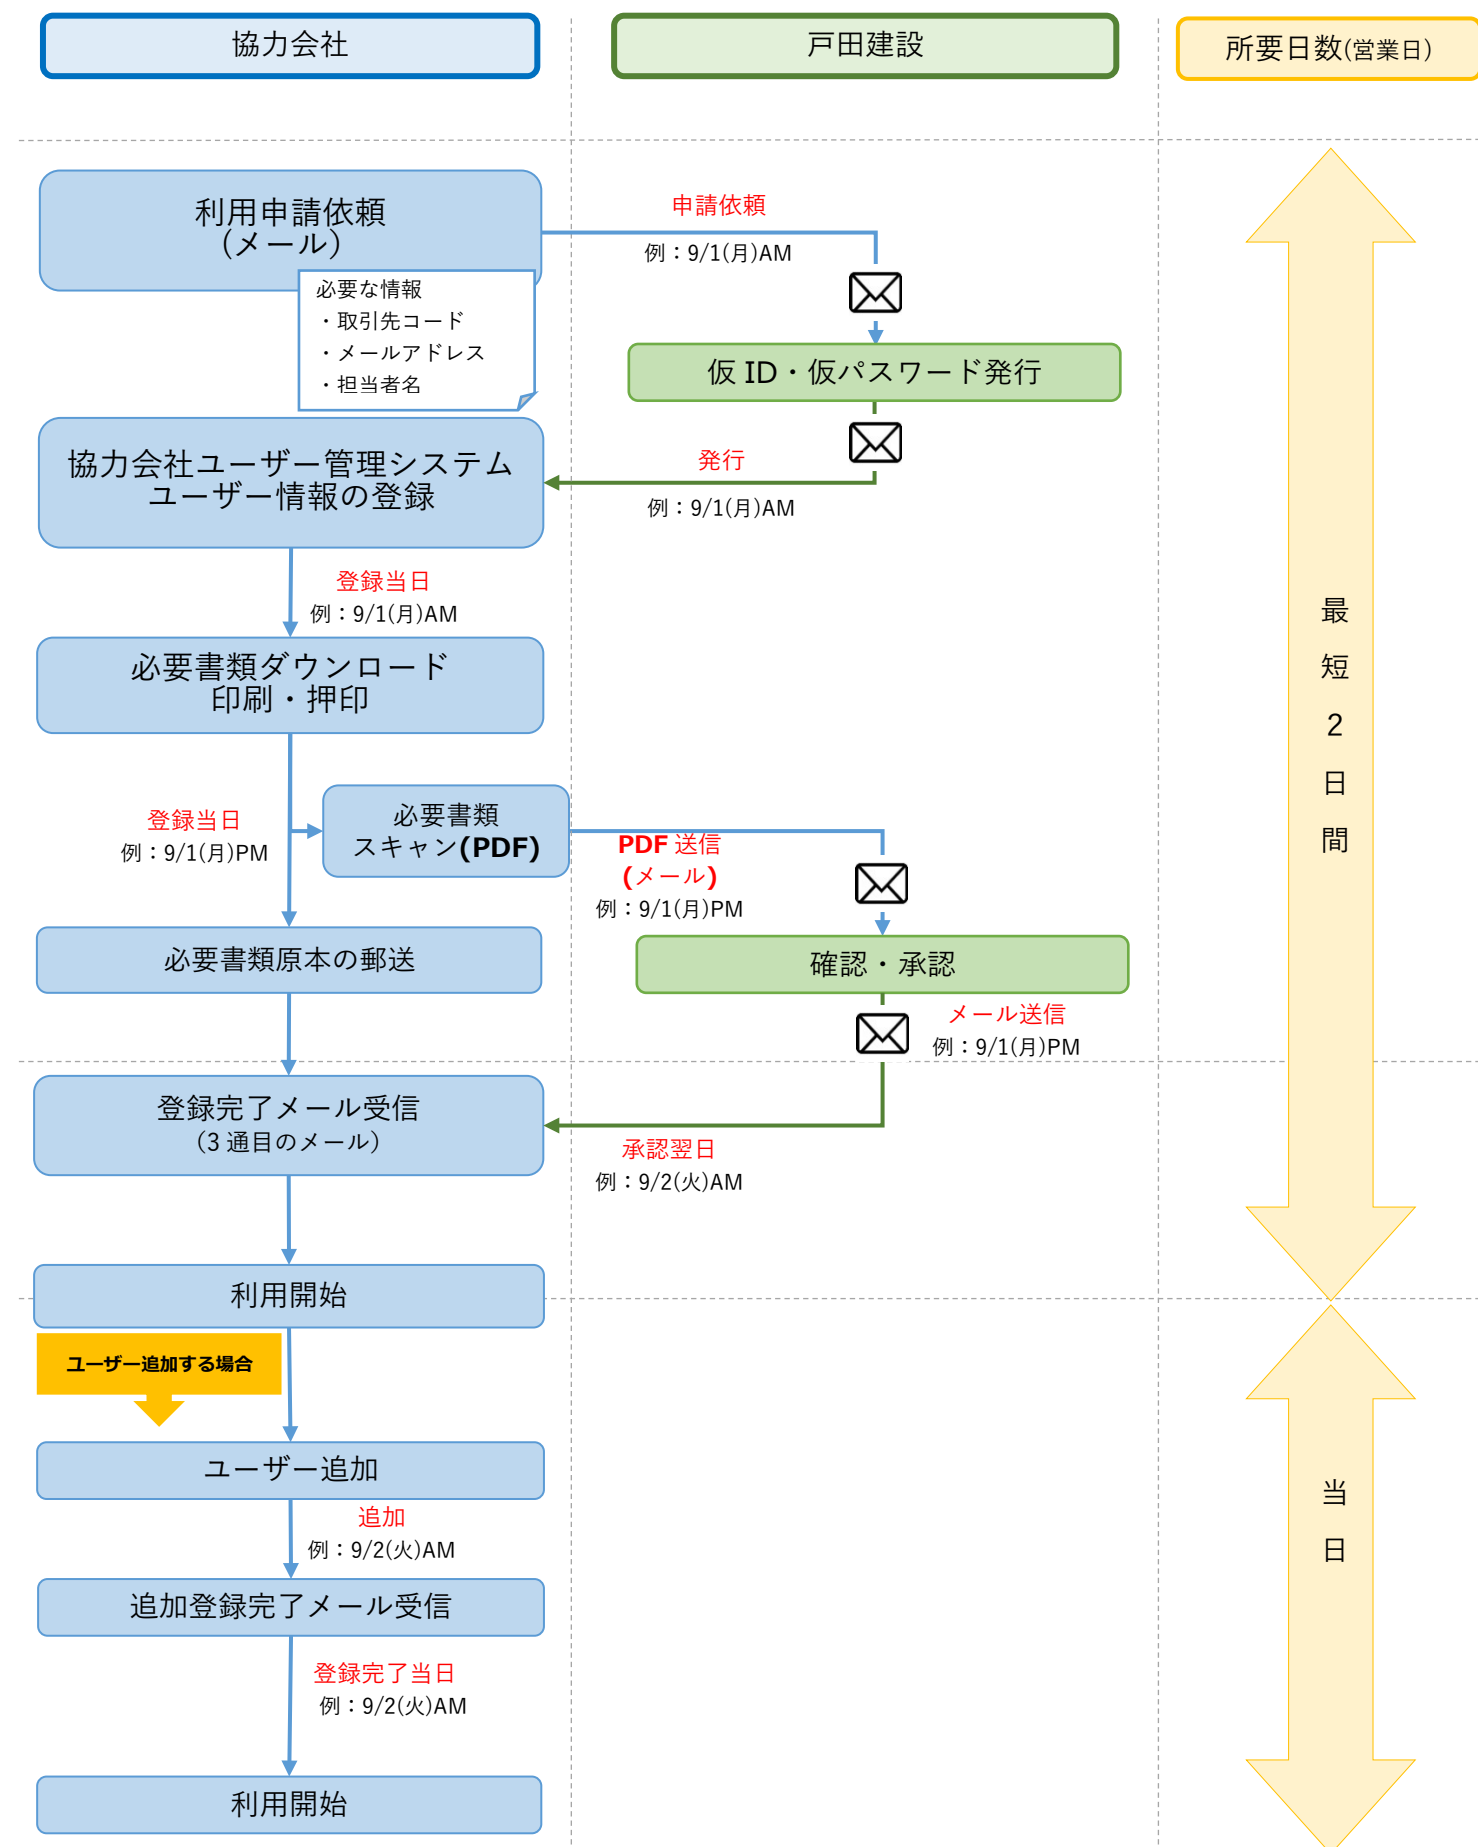 協力会社
戸田建設
所要日数(営業日)
利用申請依頼
(メール)
申請依頼
例：9/1(月)AM
必要な情報
・取引先コード
・メールアドレス
・担当者名
仮 ID・仮パスワード発行
協力会社ユーザー管理システム
ユーザー情報の登録
発行
例：9/1(月)AM
登録当日
例：9/1(月)AM
必要書類ダウンロード
印刷・押印
登録当日
例：9/1(月)PM
必要書類
スキャン(PDF)
PDF 送信
(メール)
例：9/1(月)PM
必要書類原本の郵送
確認・承認
メール送信
例：9/1(月)PM
登録完了メール受信
（3 通目のメール）
承認翌日
例：9/2(火)AM
利用開始
最
短
2
日
間
ユーザー追加する場合
ユーザー追加
追加
例：9/2(火)AM
追加登録完了メール受信
登録完了当日
例：9/2(火)AM
利用開始
当
日